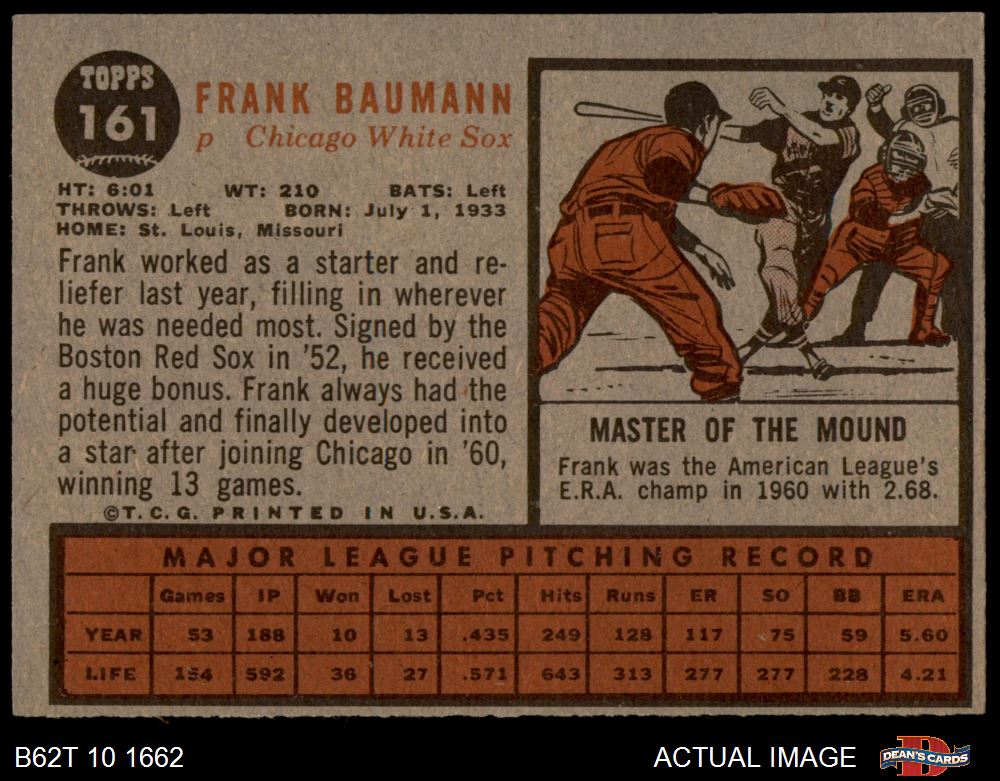 TOPPS
161
FRANK BAUMANN
p Chicago White Sox
HT: 6:01 WT: 210 BATS: Left
THROWS: Left BORN: July 1, 1933
HOME: St. Louis, Missouri
Frank worked as a starter and re-
liefer last year, filling in wherever
he was needed most. Signed by the
Boston Red Sox in '52, he received
a huge bonus. Frank always had the
potential and finally developed into
a star after joining Chicago in '60,
winning 13 games.
©T.C.G. PRINTED IN U.S.A.
MASTER OF THE MOUND
Frank was the American League's
E.R.A. champ in 1960 with 2.68.
MAJOR LEAGUE PITCHING RECORD
Games IP Won Lost Pct Hits Runs ER SO BB ERA
YEAR 53 188 10 13 .435 249 128 117 75 59 5.60
LIFE 154 592 36 27 .571 643 313 277 277 228 4.21
B62T 10 1662
ACTUAL IMAGE
DEAN'S CARDS